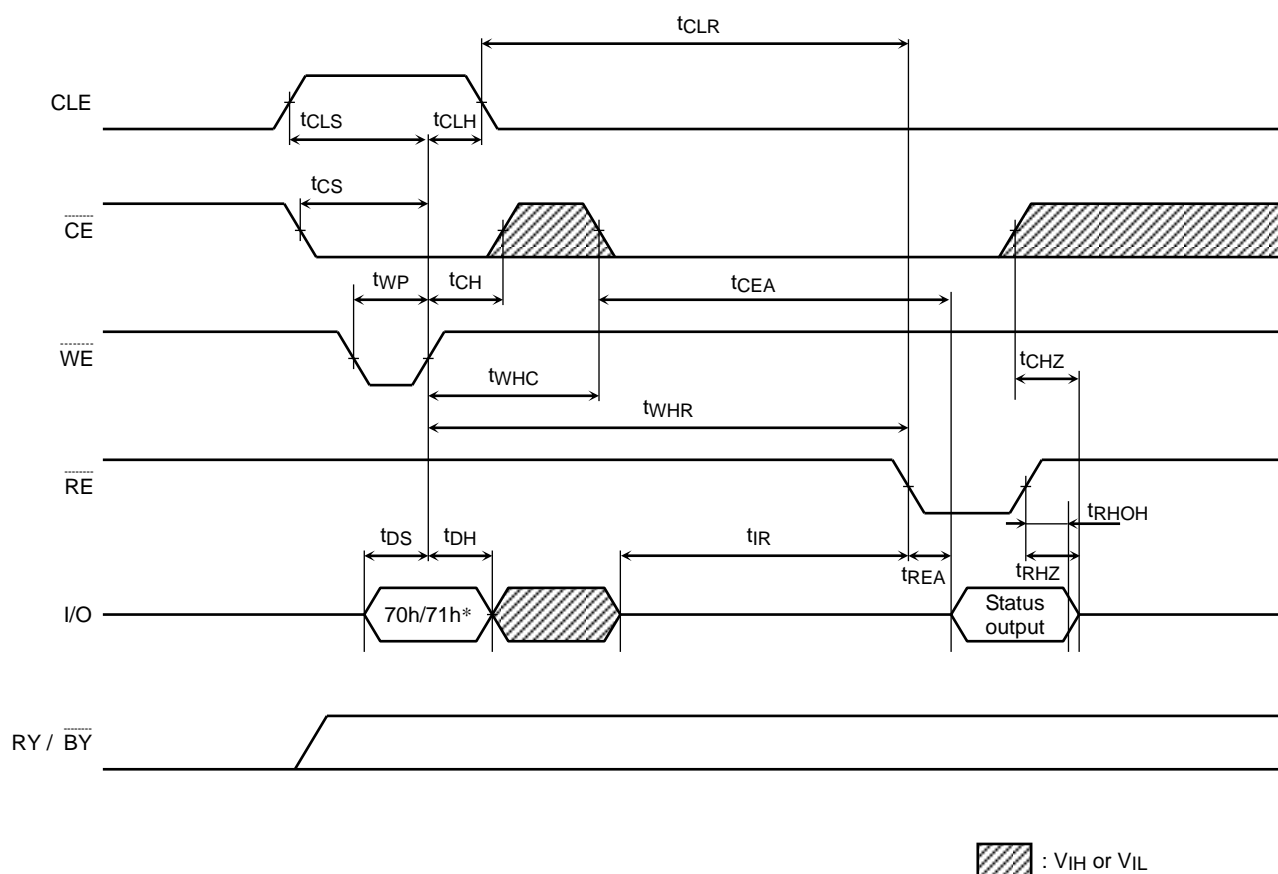 tCLR
CLE
tCLS
tCLH
tCS
CE
tWP
tCH
tCEA
WE
tCHZ
tWHC
tWHR
RE
tRHOH
tDS
tDH
tIR
tREA
tRHZ
I/O
70h/71h*
Status
output
RY / BY
: VIH or VIL